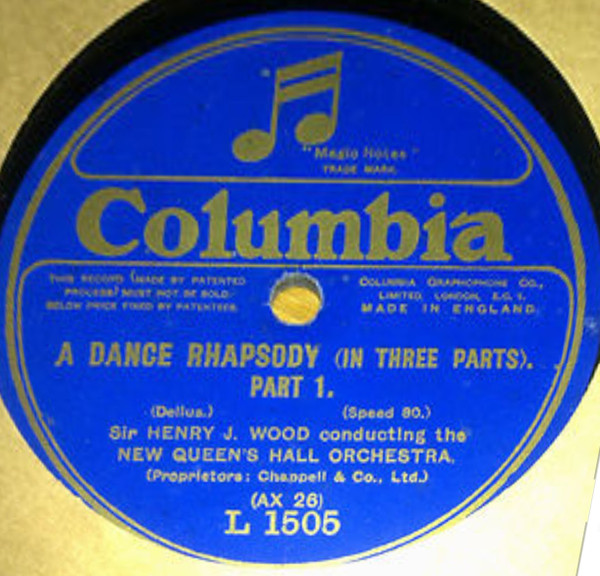 "Magic Notes"
TRADE MARK.
Columbia
THIS RECORD (MADE BY PATENTED
PROCESS) MUST NOT BE SOLD
BELOW PRICE FIXED BY PATENTEES.
COLUMBIA GRAPHOPHONE CO.,
LIMITED, LONDON, E.C.1.
MADE IN ENGLAND.
A DANCE RHAPSODY (IN THREE PARTS).
PART 1.
(Delius.) (Speed 80.)
Sir HENRY J. WOOD conducting the
NEW QUEEN'S HALL ORCHESTRA.
(Proprietors: Chappell & Co., Ltd.)
(AX 26)
L 1505